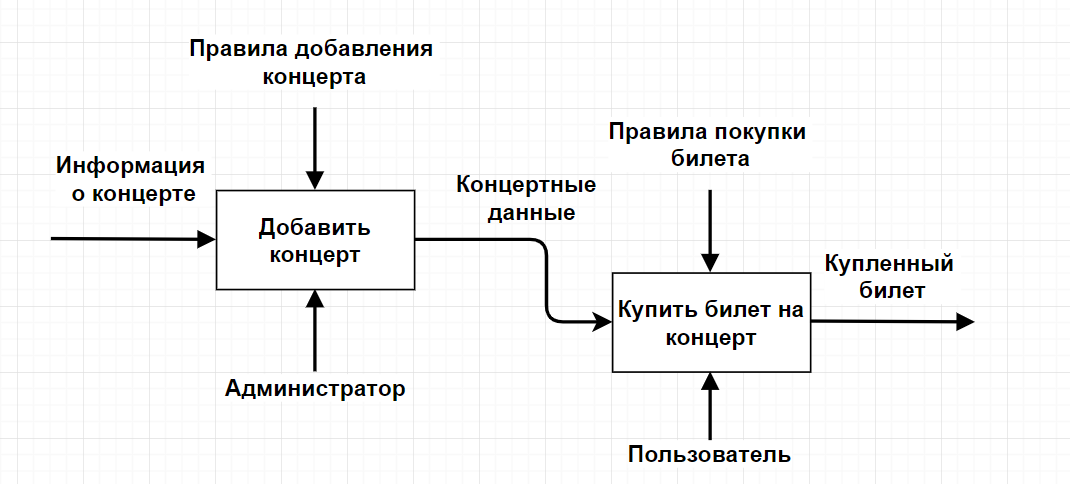 Правила добавления
концерта
Информация
о концерте
Добавить
концерт
Администратор
Концертные
данные
Правила покупки
билета
Купить билет на
концерт
Купленный
билет
Пользователь